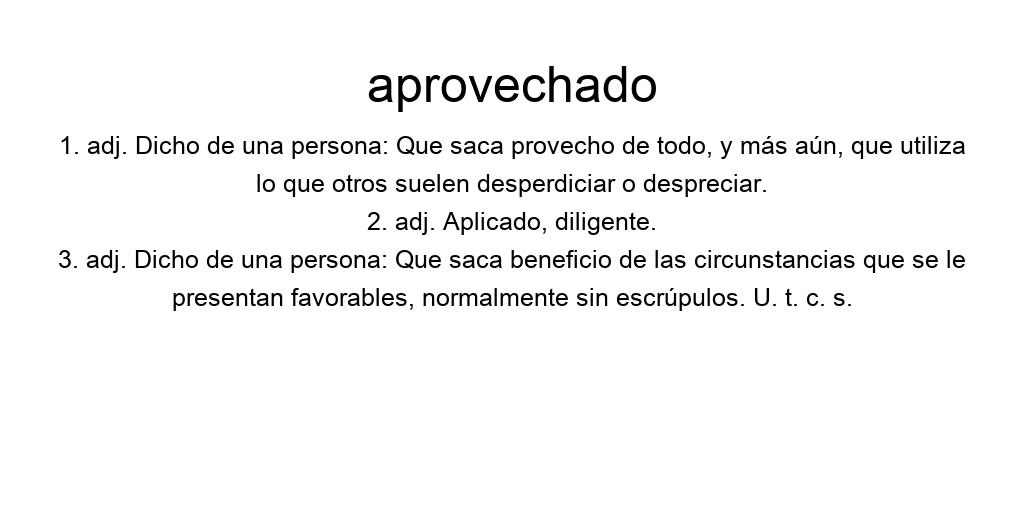 aprovechado
1. adj. Dicho de una persona: Que saca provecho de todo, y más aún, que utiliza
lo que otros suelen desperdiciar o despreciar.
2. adj. Aplicado, diligente.
3. adj. Dicho de una persona: Que saca beneficio de las circunstancias que se le
presentan favorables, normalmente sin escrúpulos. U. t. c. s.